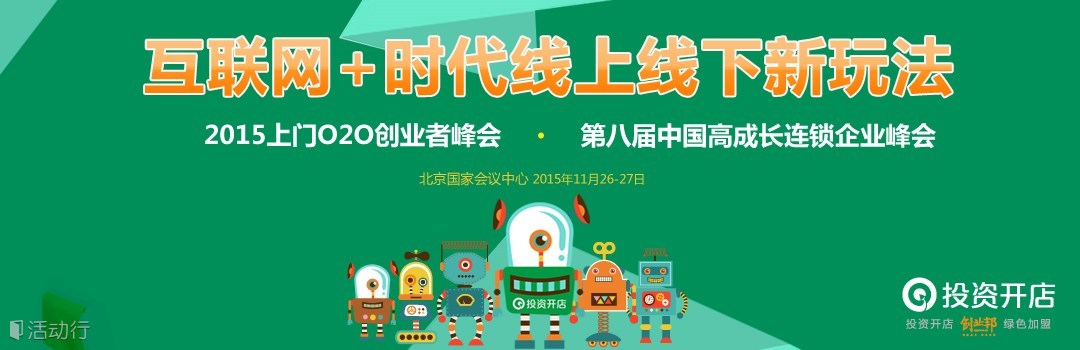 互联网+时代线上线下新玩法
2015上门O2O创业者峰会 · 第八届中国高成长连锁企业峰会
北京国家会议中心 2015年11月26-27日
投资开店
投资开店
投资开店 创业邦 绿色加盟
活动行